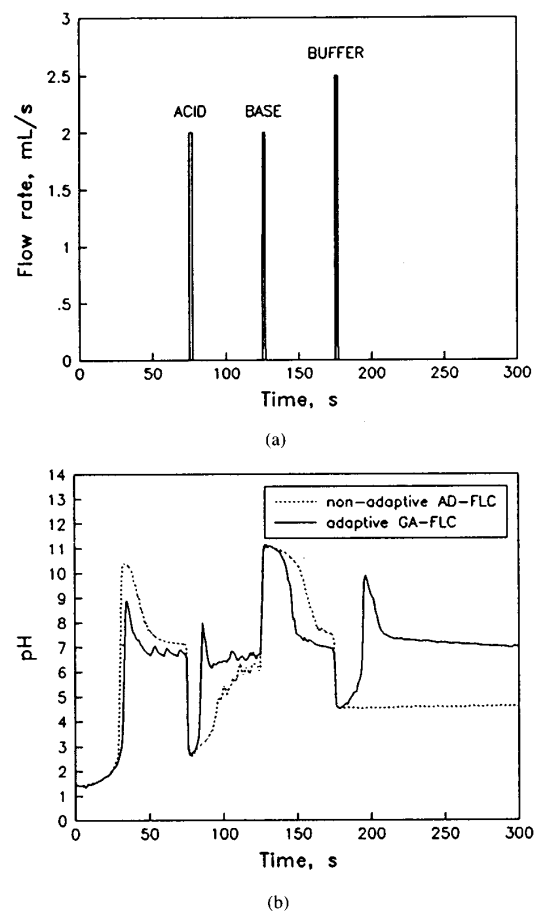 3
2.5
2
1.5
1
.5
0
Flow rate, mL/s
ACID
BASE
BUFFER
0 50 100 150 200 250 300
Time, s
(a)
14
13
12
11
10
9
8
7
6
5
4
3
2
1
0
pH
non-adaptive AD-FLC
adaptive GA-FLC
0 50 100 150 200 250 300
Time, s
(b)